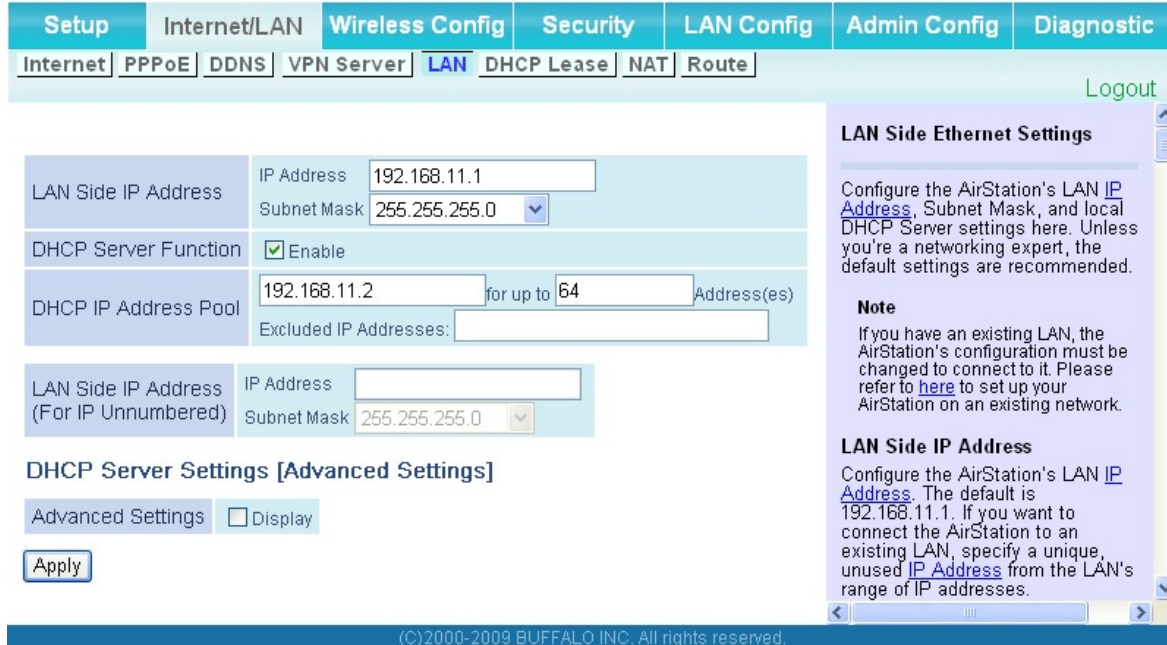 Setup Internet/LAN Wireless Config Security LAN Config Admin Config Diagnostic
Internet PPPoE DDNS VPN Server LAN DHCP Lease NAT Route
Logout
LAN Side IP Address
IP Address 192.168.11.1
Subnet Mask 255.255.255.0
DHCP Server Function Enable
DHCP IP Address Pool
192.168.11.2 for up to 64 Address(es)
Excluded IP Addresses:
LAN Side IP Address
(For IP Unnumbered)
IP Address
Subnet Mask 255.255.255.0
DHCP Server Settings [Advanced Settings]
Advanced Settings Display
Apply
LAN Side Ethernet Settings
Configure the AirStation's LAN IP
Address, Subnet Mask, and local
DHCP Server settings here. Unless
you're a networking expert, the
default settings are recommended.
Note
If you have an existing LAN, the
AirStation's configuration must be
changed to connect to it. Please
refer to here to set up your
AirStation on an existing network.
LAN Side IP Address
Configure the AirStation's LAN IP
Address. The default is
192.168.11.1. If you want to
connect the AirStation to an
existing LAN, specify a unique,
unused IP Address from the LAN's
range of IP addresses.
(C)2000-2009 BUFFALO INC. All rights reserved.